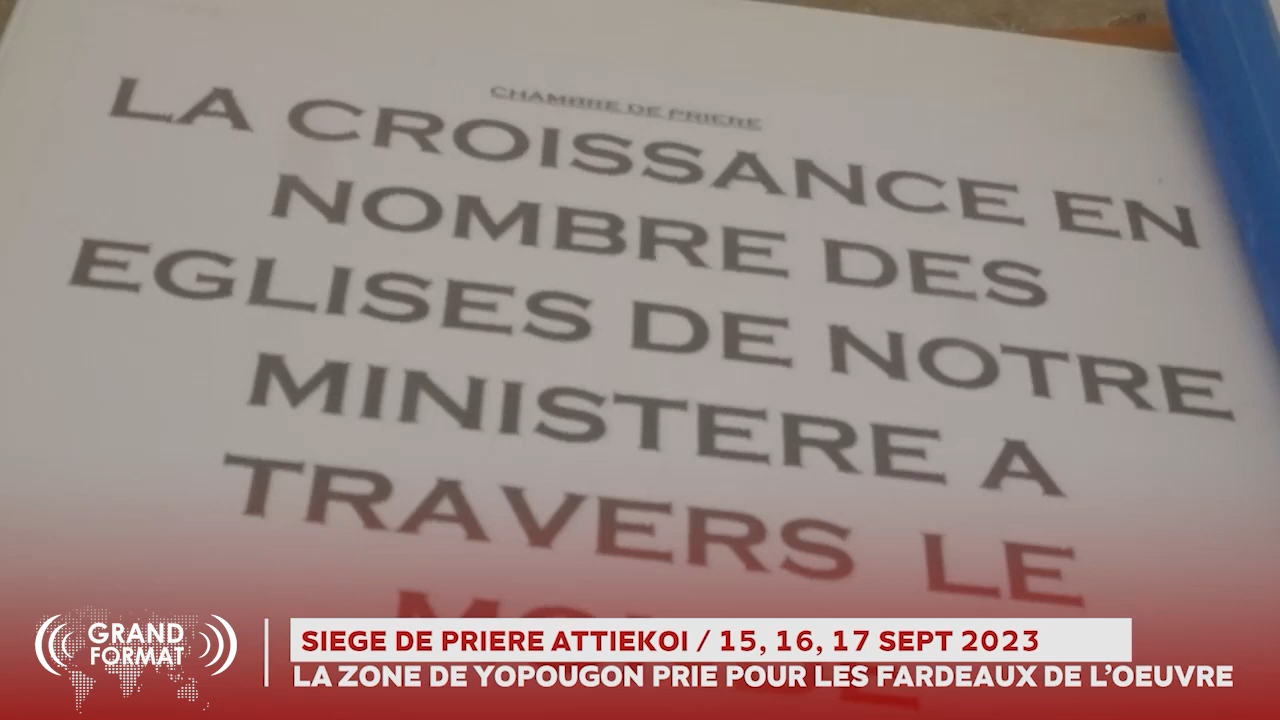 CHAMBRE DE PRIERE
LA CROISSANCE EN
NOMBRE DES
EGLISES DE NOTRE
MINISTERE A
TRAVERS LE
GRAND
FORMAT
SIEGE DE PRIERE ATTIEKOI / 15, 16, 17 SEPT 2023
LA ZONE DE YOPOUGON PRIE POUR LES FARDEAUX DE L'OEUVRE